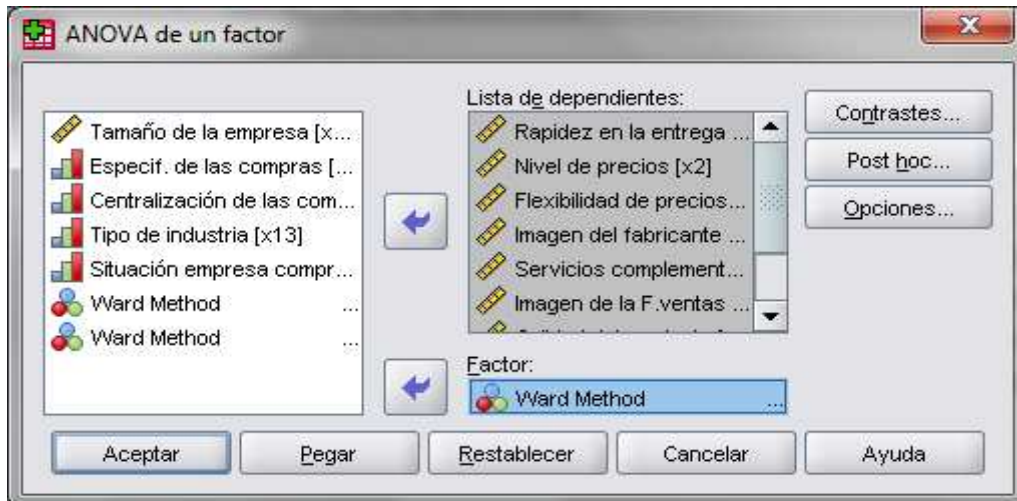 ANOVA de un factor
Tamaño de la empresa [x...
Especif. de las compras [...
Centralización de las com...
Tipo de industria [x13]
Situación empresa compr...
Ward Method ...
Ward Method ...
Lista de dependientes:
Rapidez en la entrega ...
Nivel de precios [x2]
Flexibilidad de precios...
Imagen del fabricante ...
Servicios complement...
Imagen de la F.ventas ...
Factor:
Ward Method ...
Contrastes...
Post hoc...
Opciones...
Aceptar
Pegar
Restablecer
Cancelar
Ayuda